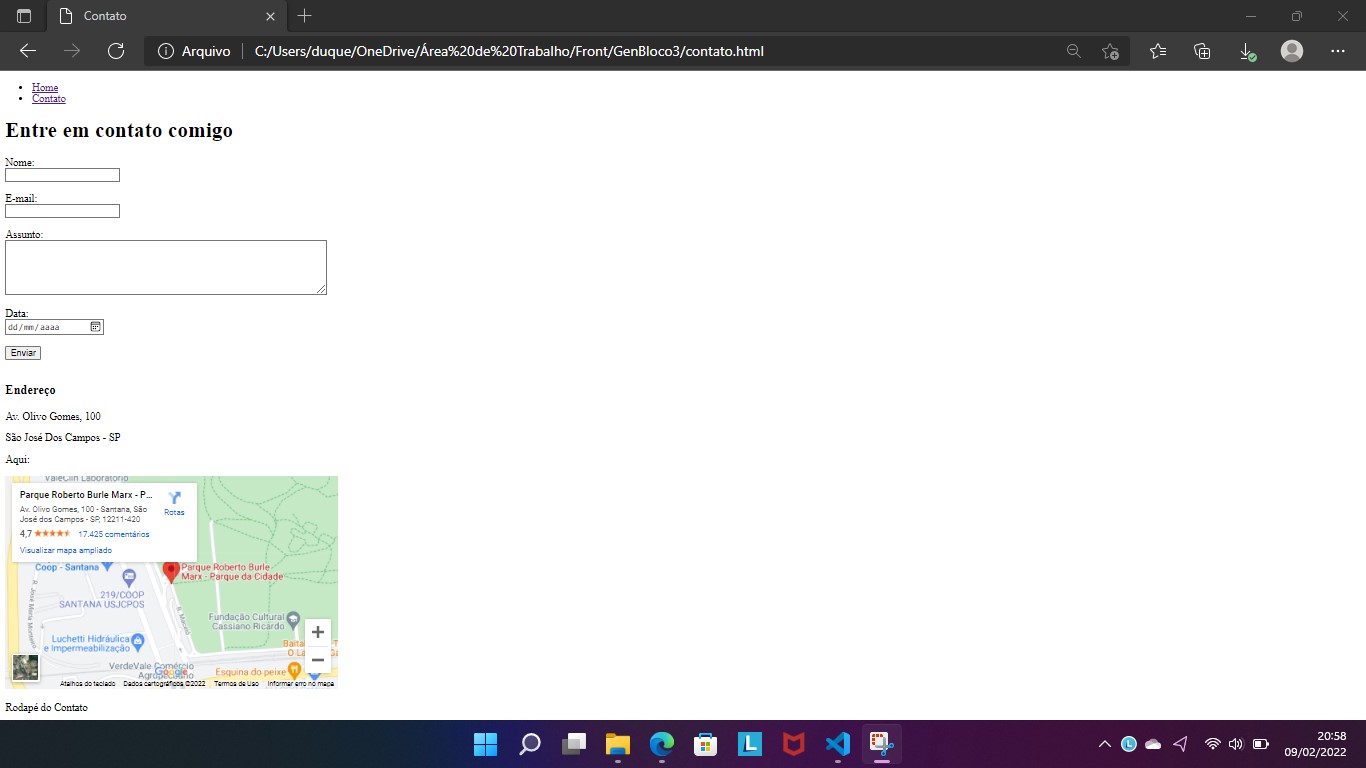 Contato
Arquivo
C:/Users/duque/OneDrive/Área%20de%20Trabalho/Front/GenBloco3/contato.html
Home
Contato
Entre em contato comigo
Nome:
E-mail:
Assunto:
Data:
dd/mm/aaaa
Enviar
Endereço
Av. Olivo Gomes, 100
São José Dos Campos - SP
Aqui:
ValeClin Laboratório
Parque Roberto Burle Marx - P...
Av. Olivo Gomes, 100 - Santana, São
José dos Campos - SP, 12211-420
4,7 17.425 comentários
Visualizar mapa ampliado
Rotas
Coop - Santana
Parque Roberto Burle
Marx - Parque da Cidade
219/COOP
SANTANA USJCPDS
R. José Maria Monteiro
R. Maceió
Fundação Cultural
Cassiano Ricardo
Luchetti Hidráulica
e Impermeabilização
VerdeVale Comércio
Agropecuário
Google
Esquina do peixe
Atalhos do teclado Dados cartográficos ©2022 Termos de Uso Informar erro no mapa
Rodapé do Contato
L
L
20:58
09/02/2022